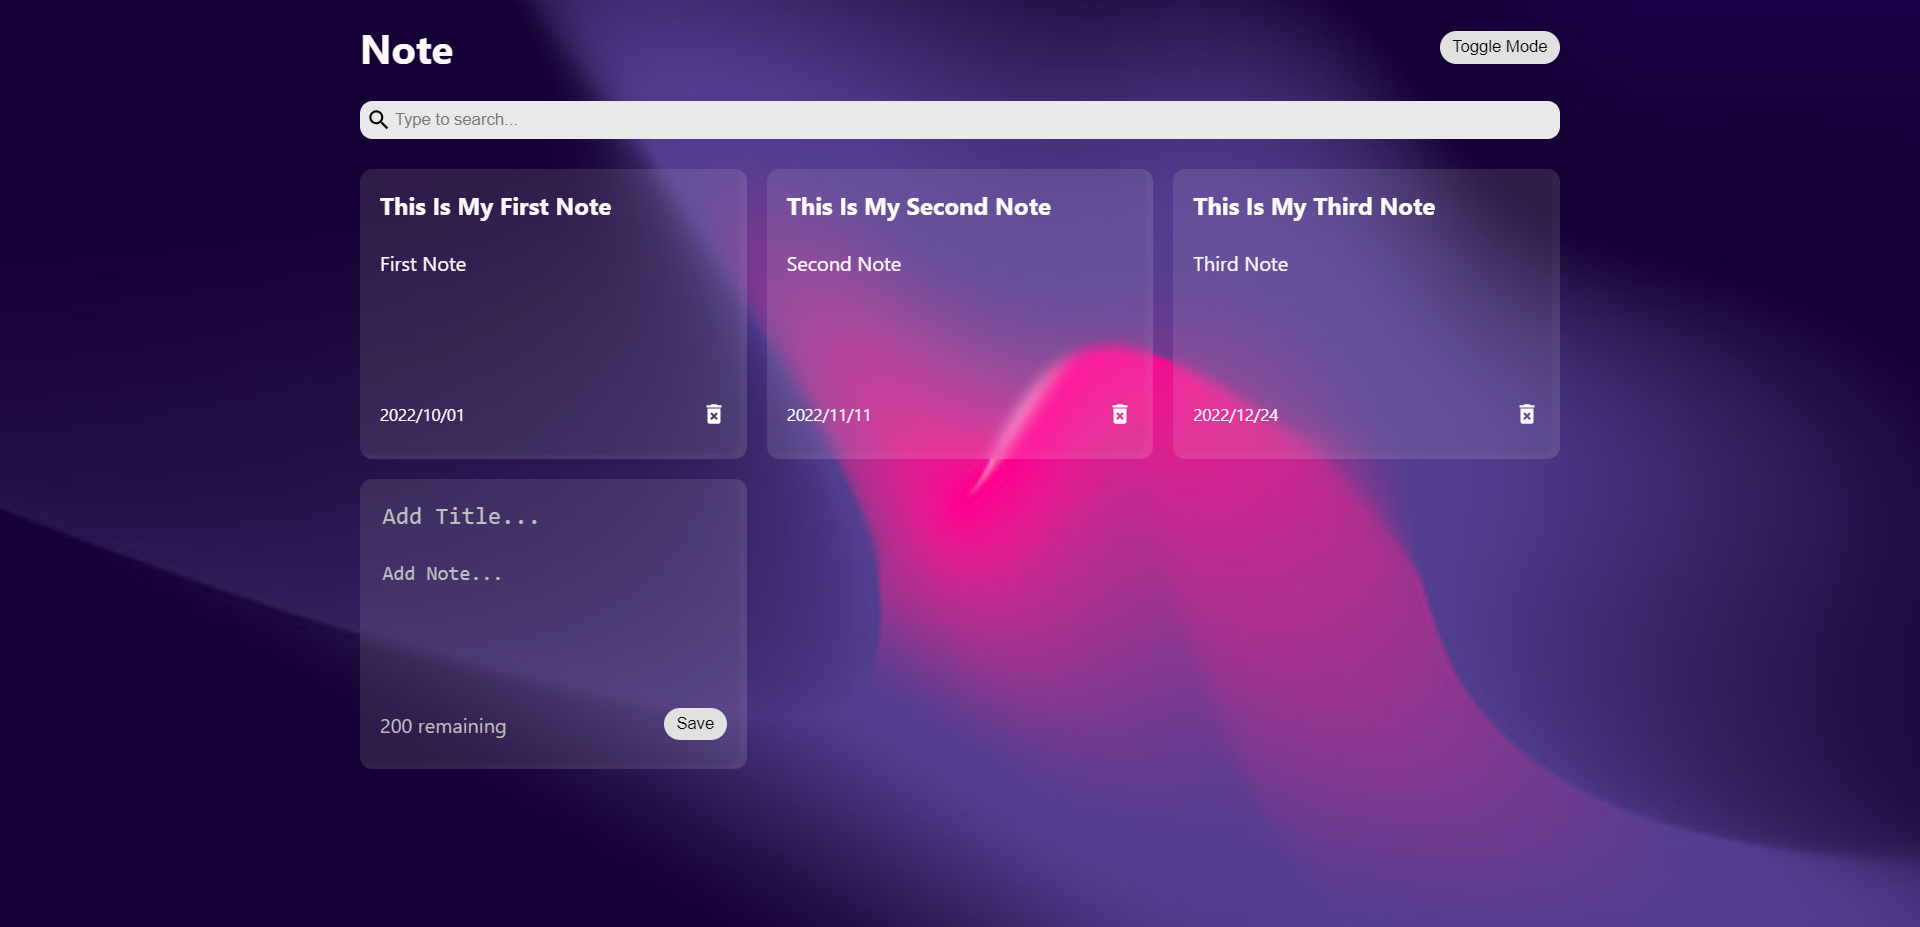 Note
Toggle Mode
Type to search...
This Is My First Note
First Note
2022/10/01
This Is My Second Note
Second Note
2022/11/11
This Is My Third Note
Third Note
2022/12/24
Add Title...
Add Note...
200 remaining
Save